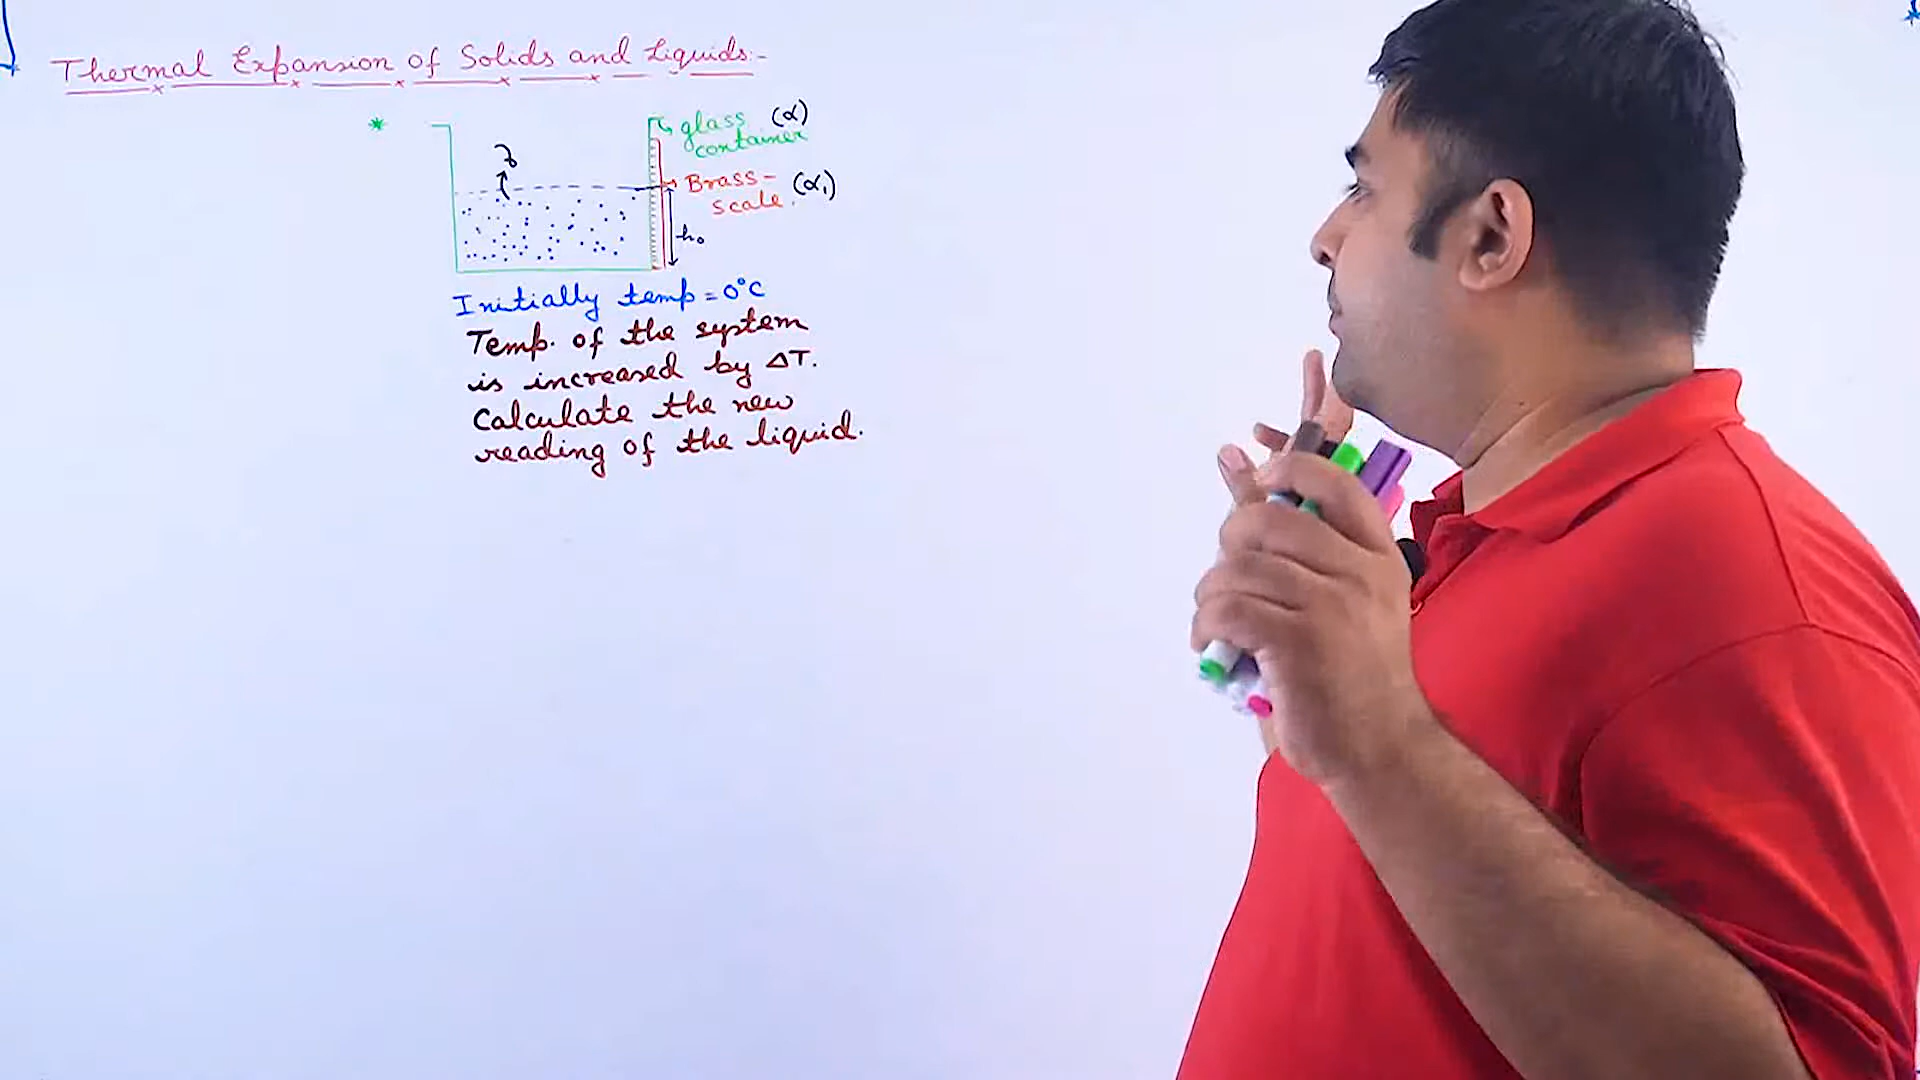 Thermal Expansion of Solids and Liquids:-
glass (α)
container
Brass- (α₁)
scale.
h₀
Initially temp = 0°C
Temp. of the system
is increased by ΔT.
Calculate the new
reading of the liquid.